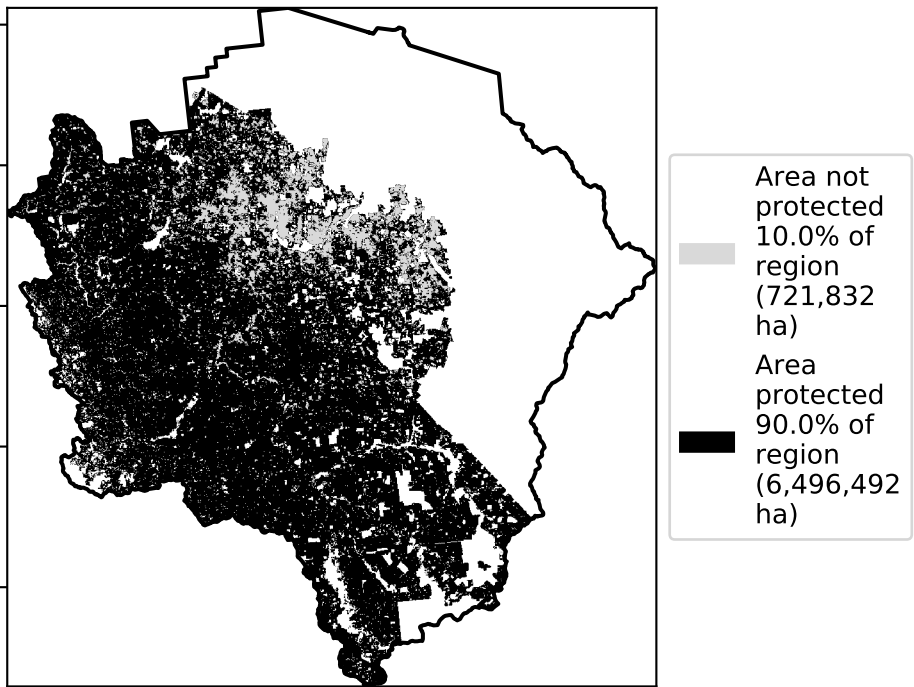 Area not
protected
10.0% of
region
(721,832
ha)
Area
protected
90.0% of
region
(6,496,492
ha)